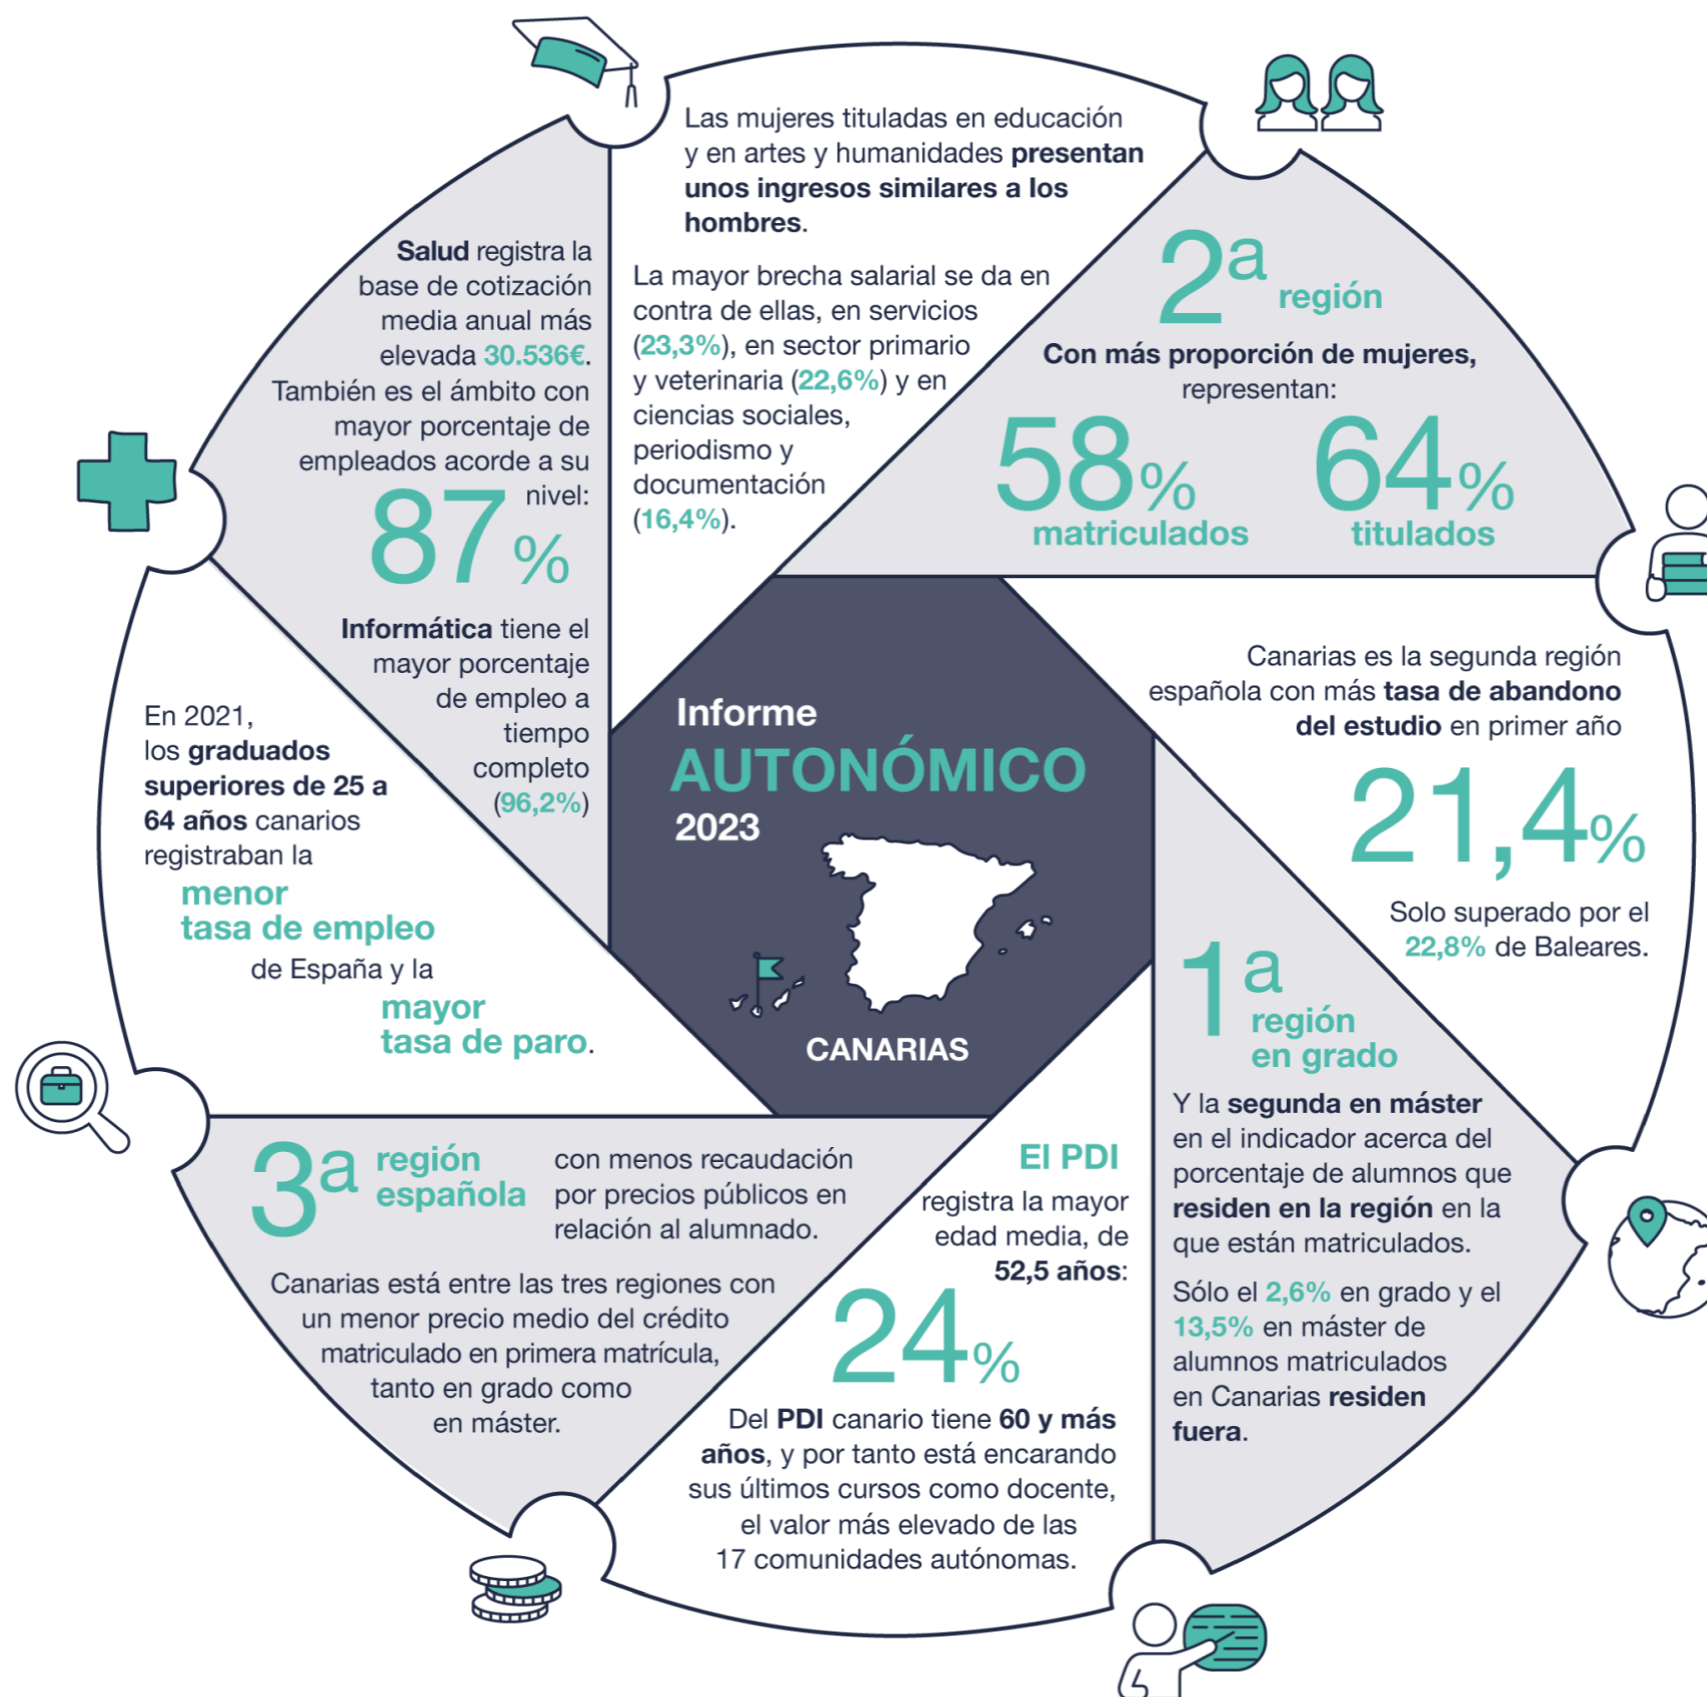 Las mujeres tituladas en educación
y en artes y humanidades presentan
unos ingresos similares a los
hombres.
La mayor brecha salarial se da en
contra de ellas, en servicios
(23,3%), en sector primario
y veterinaria (22,6%) y en
ciencias sociales,
periodismo y
documentación
(16,4%).
2ª región
Con más proporción de mujeres,
representan:
58% 64%
matriculados titulados
Canarias es la segunda región
española con más tasa de abandono
del estudio en primer año
21,4%
Solo superado por el
22,8% de Baleares.
1ª
región
en grado
Y la segunda en máster
en el indicador acerca del
porcentaje de alumnos que
residen en la región en la
que están matriculados.
Sólo el 2,6% en grado y el
13,5% en máster de
alumnos matriculados
en Canarias residen
fuera.
El PDI
registra la mayor
edad media, de
52,5 años:
24%
Del PDI canario tiene 60 y más
años, y por tanto está encarando
sus últimos cursos como docente,
el valor más elevado de las
17 comunidades autónomas.
3ª región
española
con menos recaudación
por precios públicos en
relación al alumnado.
Canarias está entre las tres regiones con
un menor precio medio del crédito
matriculado en primera matrícula,
tanto en grado como
en máster.
En 2021,
los graduados
superiores de 25 a
64 años canarios
registraban la
menor
tasa de empleo
de España y la
mayor
tasa de paro.
Salud registra la
base de cotización
media anual más
elevada 30.536€.
También es el ámbito con
mayor porcentaje de
empleados acorde a su
nivel:
87%
Informática tiene el
mayor porcentaje
de empleo a
tiempo
completo
(96,2%)
Informe
AUTONÓMICO
2023
CANARIAS